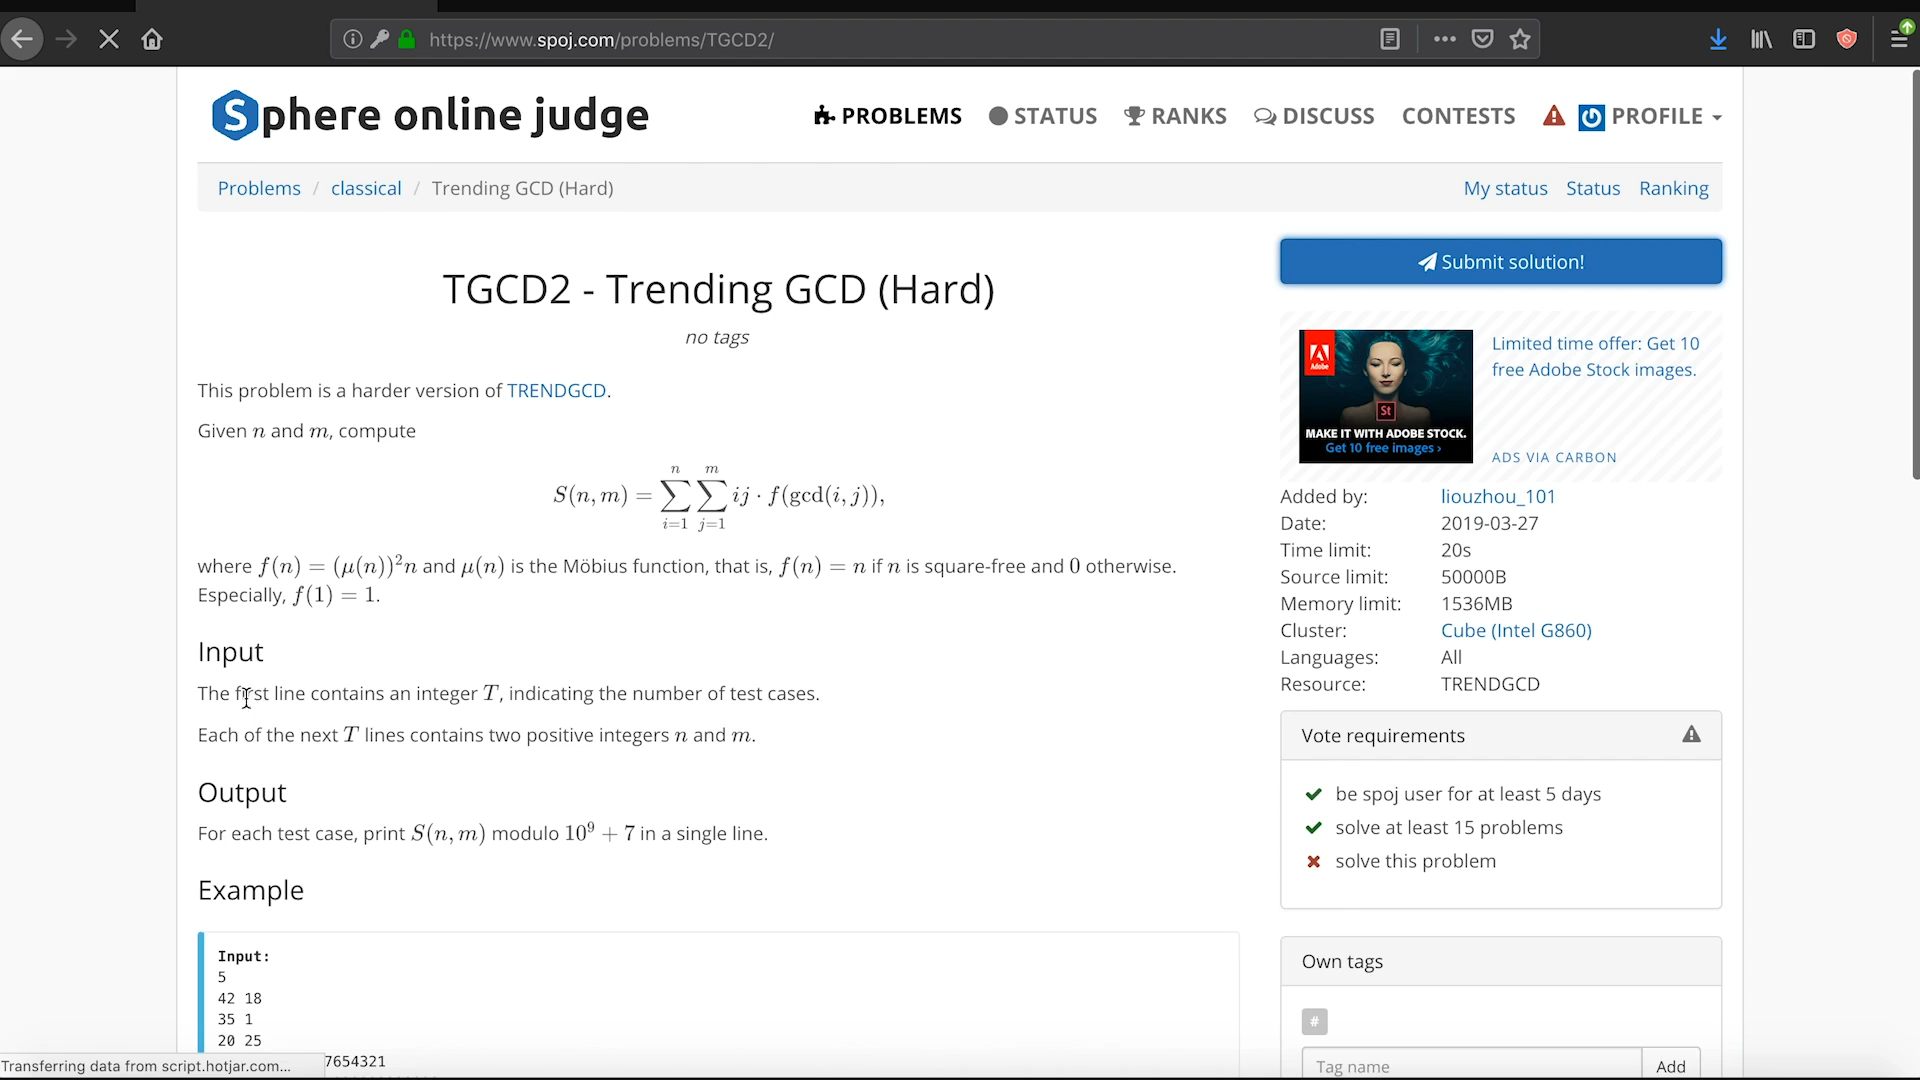 https://www.spoj.com/problems/TGCD2/
Sphere online judge
PROBLEMS STATUS RANKS DISCUSS CONTESTS PROFILE
Problems / classical / Trending GCD (Hard)
My status Status Ranking
TGCD2 - Trending GCD (Hard)
no tags
This problem is a harder version of TRENDGCD.
Given n and m, compute
S(n, m) = ∑_{i=1}^{n} ∑_{j=1}^{m} ij · f(gcd(i, j)),
where f(n) = (μ(n))²n and μ(n) is the Möbius function, that is, f(n) = n if n is square-free and 0 otherwise.
Especially, f(1) = 1.
Input
The first line contains an integer T, indicating the number of test cases.
Each of the next T lines contains two positive integers n and m.
Output
For each test case, print S(n, m) modulo 10⁹ + 7 in a single line.
Example
Input:
5
42 18
35 1
20 25
7654321
Transferring data from script.hotjar.com...
Submit solution!
Adobe
St
MAKE IT WITH ADOBE STOCK.
Get 10 free images ›
Limited time offer: Get 10
free Adobe Stock images.
ADS VIA CARBON
Added by: liouzhou_101
Date: 2019-03-27
Time limit: 20s
Source limit: 50000B
Memory limit: 1536MB
Cluster: Cube (Intel G860)
Languages: All
Resource: TRENDGCD
Vote requirements
be spoj user for at least 5 days
solve at least 15 problems
solve this problem
Own tags
#
Tag name
Add